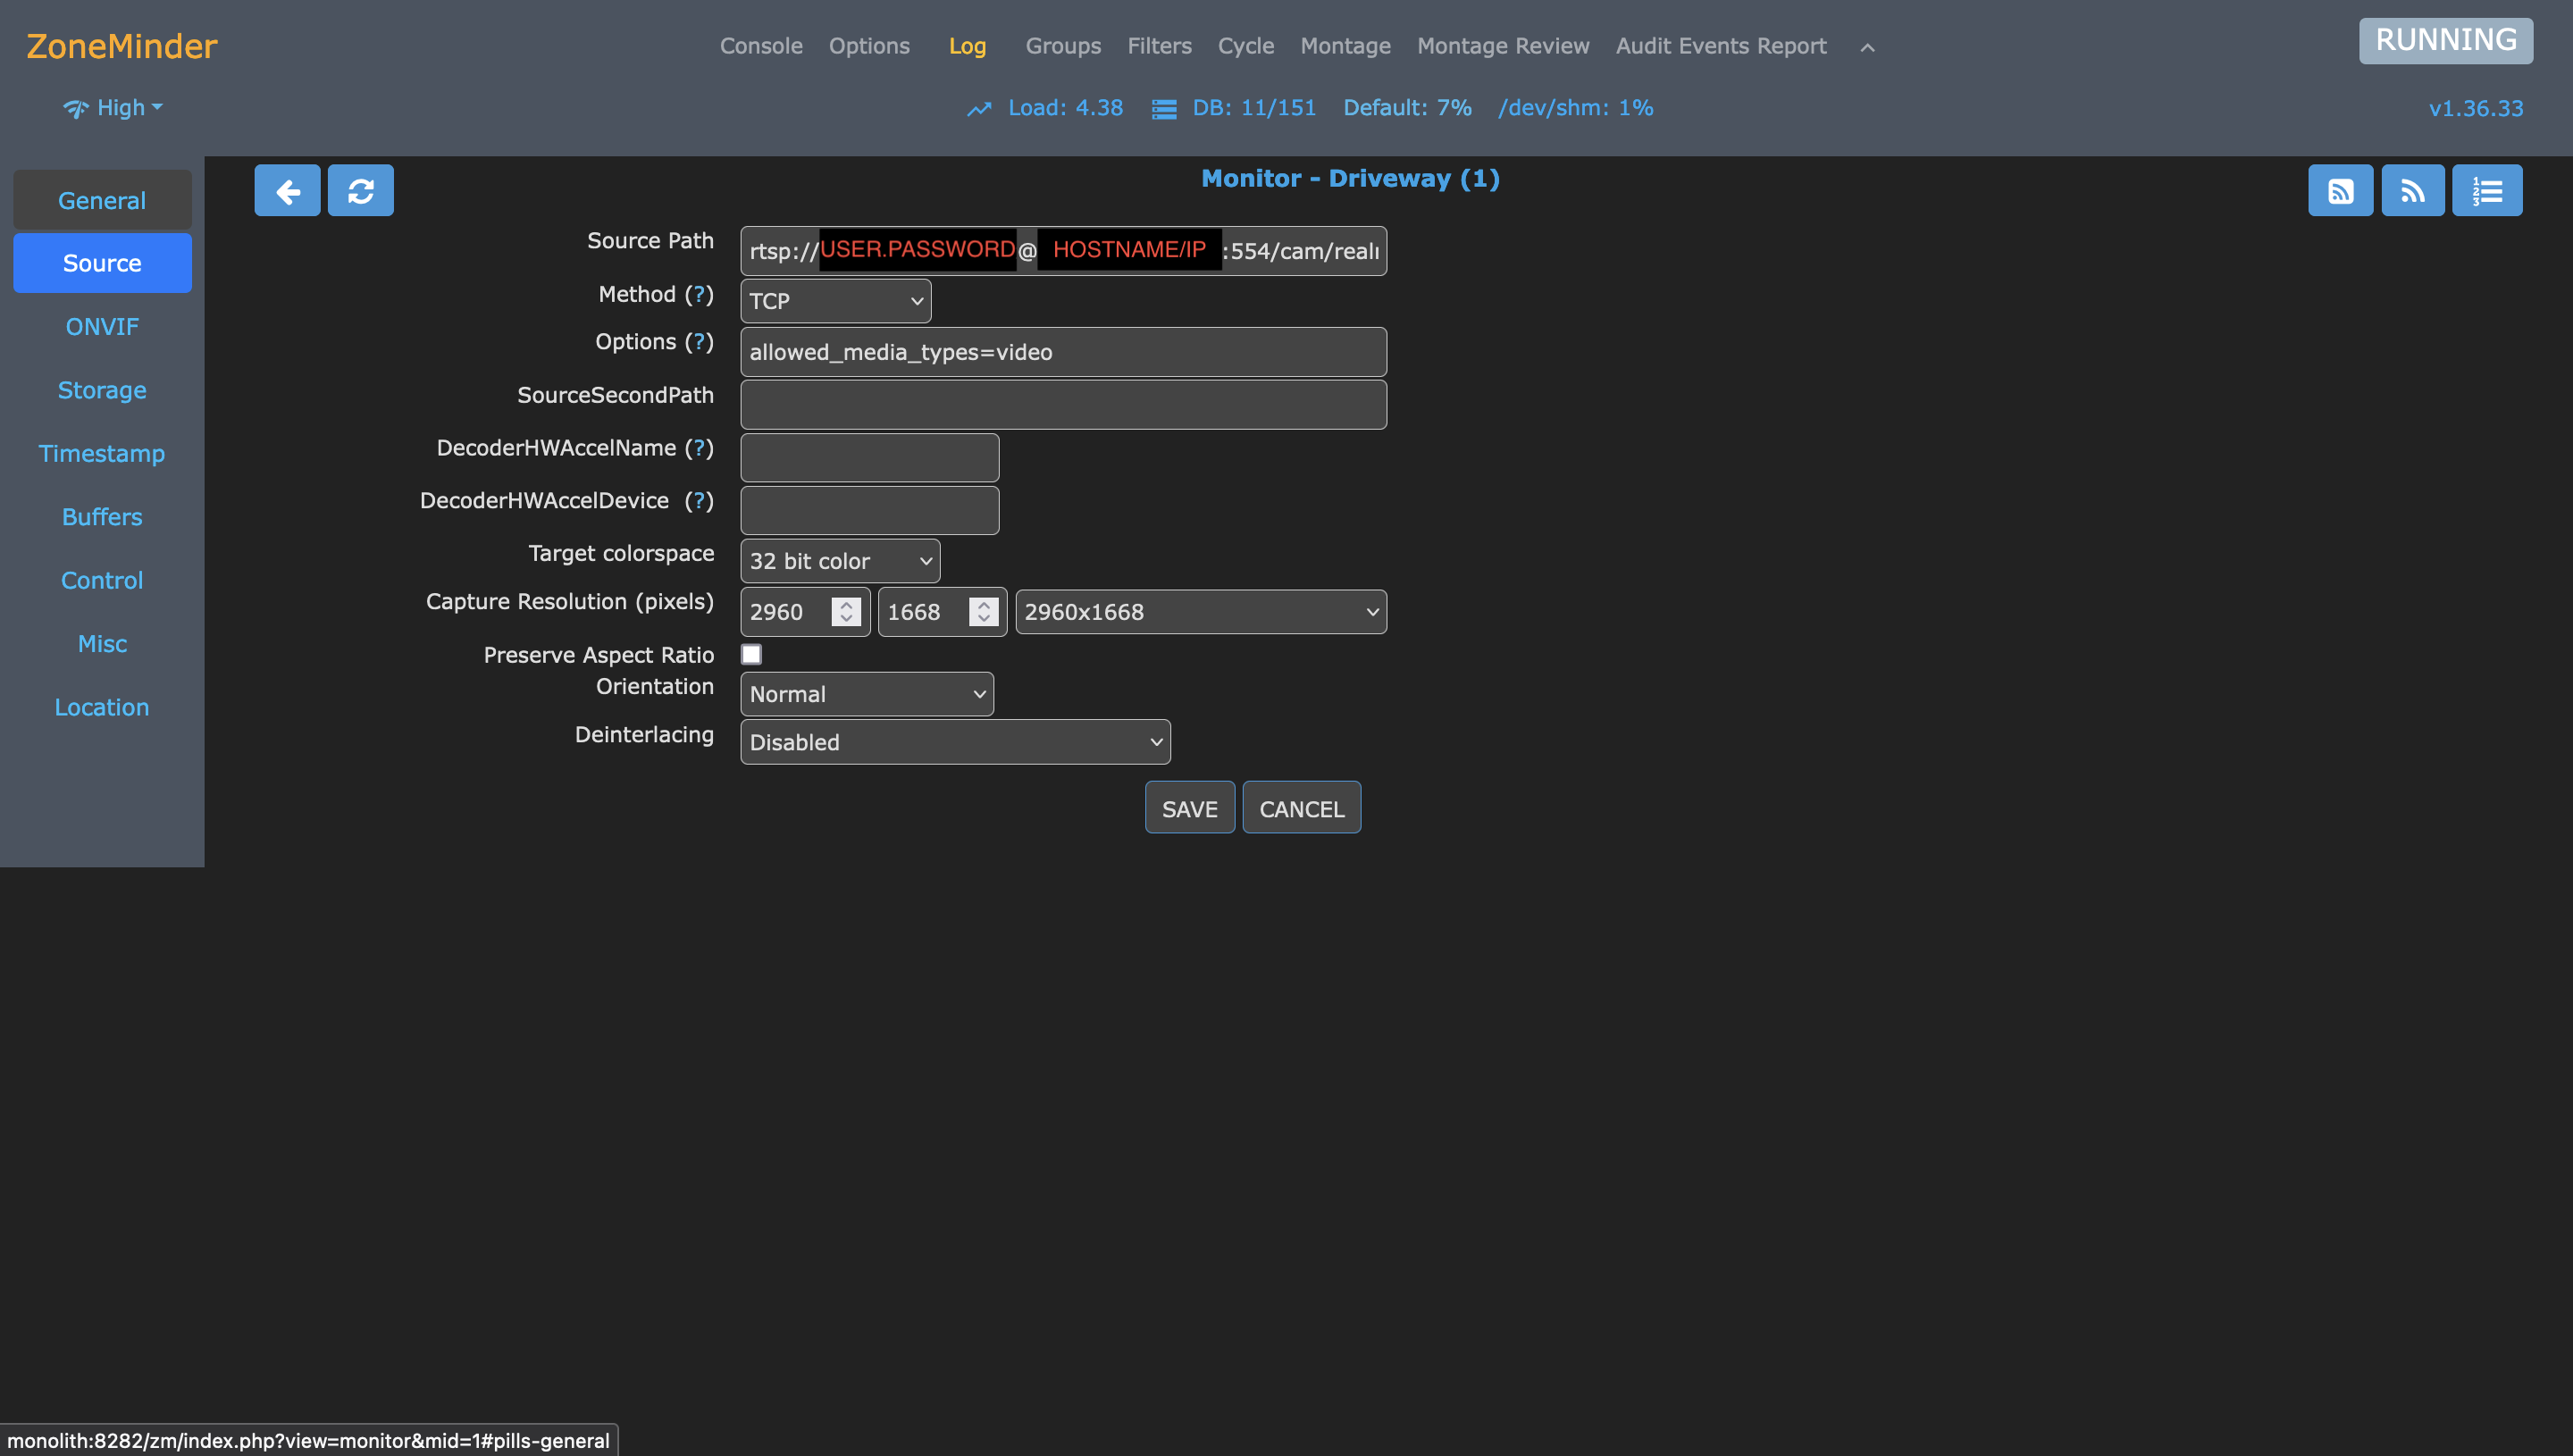 ZoneMinder
Console Options Log Groups Filters Cycle Montage Montage Review Audit Events Report
RUNNING
High
Load: 4.38 DB: 11/151 Default: 7% /dev/shm: 1%
v1.36.33
General
Source
ONVIF
Storage
Timestamp
Buffers
Control
Misc
Location
Monitor - Driveway (1)
Source Path rtsp://USER.PASSWORD@ HOSTNAME/IP :554/cam/realı
Method (?) TCP
Options (?) allowed_media_types=video
SourceSecondPath
DecoderHWAccelName (?)
DecoderHWAccelDevice (?)
Target colorspace 32 bit color
Capture Resolution (pixels) 2960 1668 2960x1668
Preserve Aspect Ratio
Orientation Normal
Deinterlacing Disabled
SAVE CANCEL
monolith:8282/zm/index.php?view=monitor&mid=1#pills-general